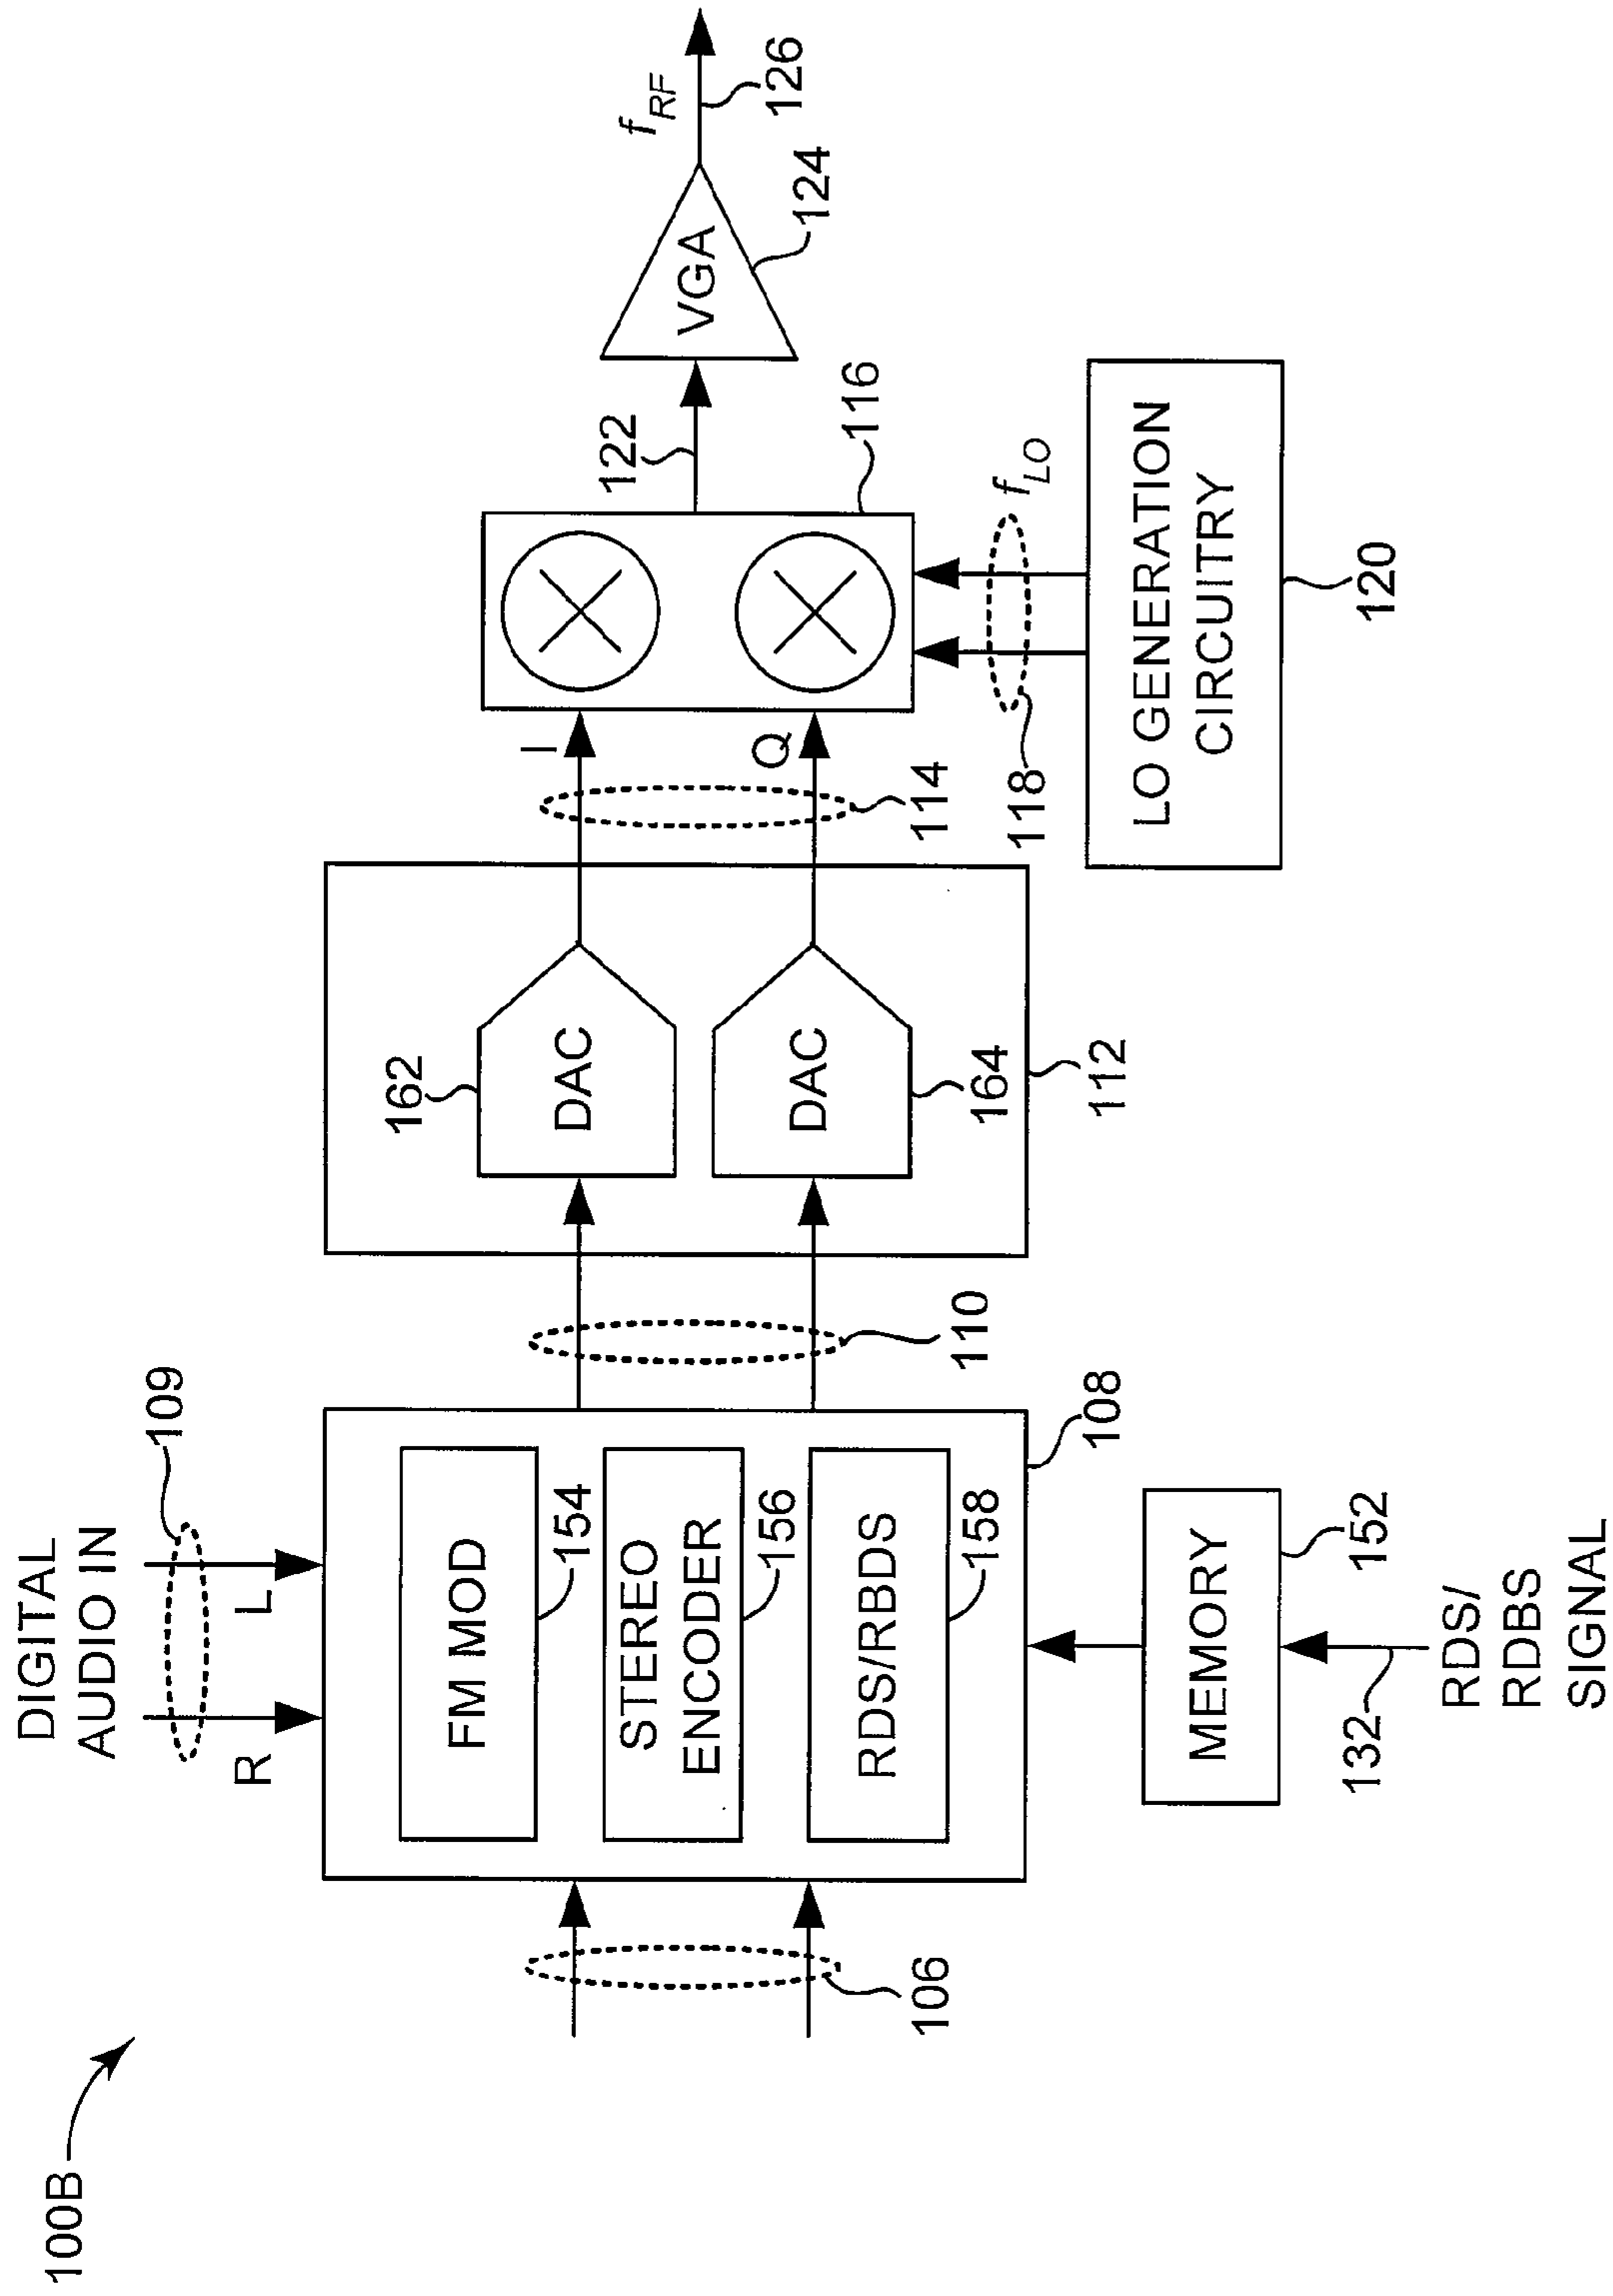 100B
DIGITAL
AUDIO IN
109
R
L
106
FM MOD
154
STEREO
ENCODER
156
RDS/RBDS
158
108
MEMORY
152
132
RDS/
RDBS
SIGNAL
110
162
DAC
DAC
164
112
I
Q
114
116
118
f LO
LO GENERATION
CIRCUITRY
120
122
VGA
124
f RF
126